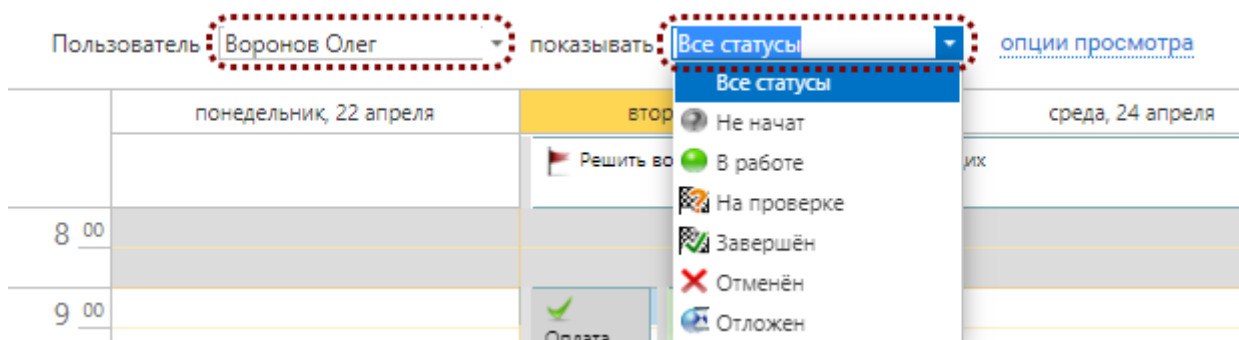 Пользователь Воронов Олег показывать Все статусы опции просмотра
Все статусы
понедельник, 22 апреля втор среда, 24 апреля
Не начат
Решить во их
В работе
На проверке
8 00
Завершён
Отменён
9 00
Отложен
Оплата